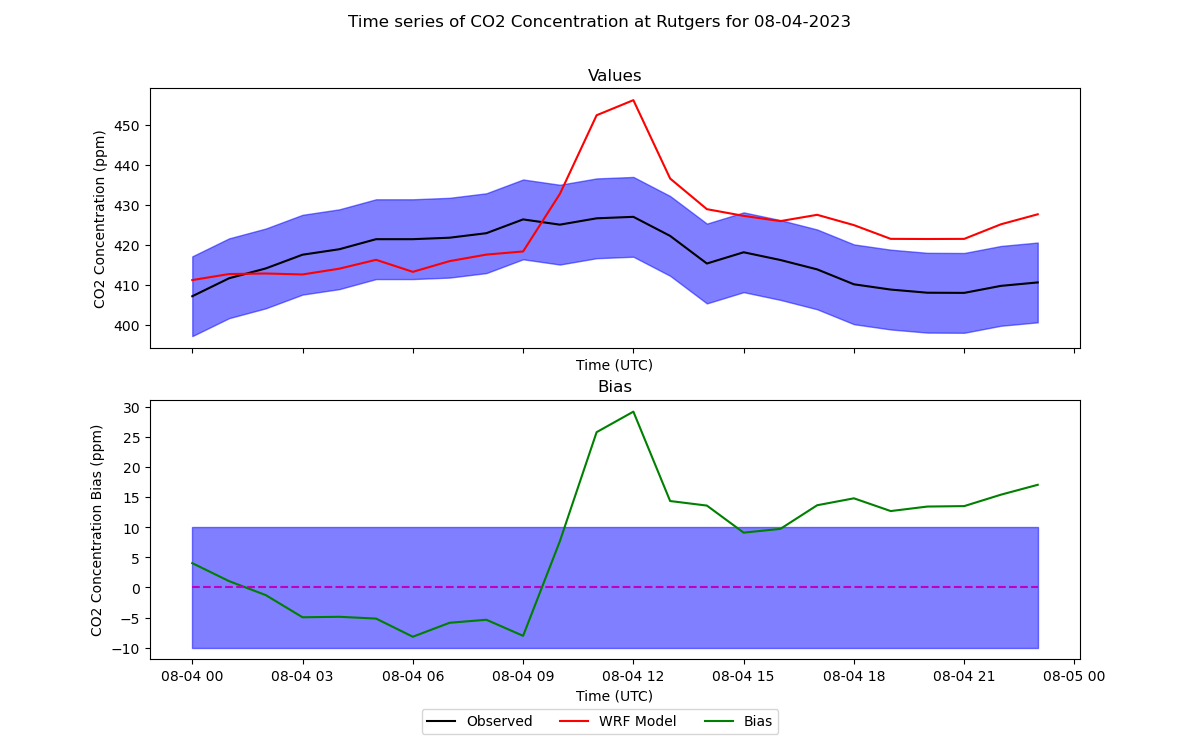 Time series of CO2 Concentration at Rutgers for 08-04-2023
Values
CO2 Concentration (ppm)
450
440
430
420
410
400
Time (UTC)
Bias
CO2 Concentration Bias (ppm)
30
25
20
15
10
5
0
−5
−10
08-04 00 08-04 03 08-04 06 08-04 09 08-04 12 08-04 15 08-04 18 08-04 21 08-05 00
Time (UTC)
Observed WRF Model Bias